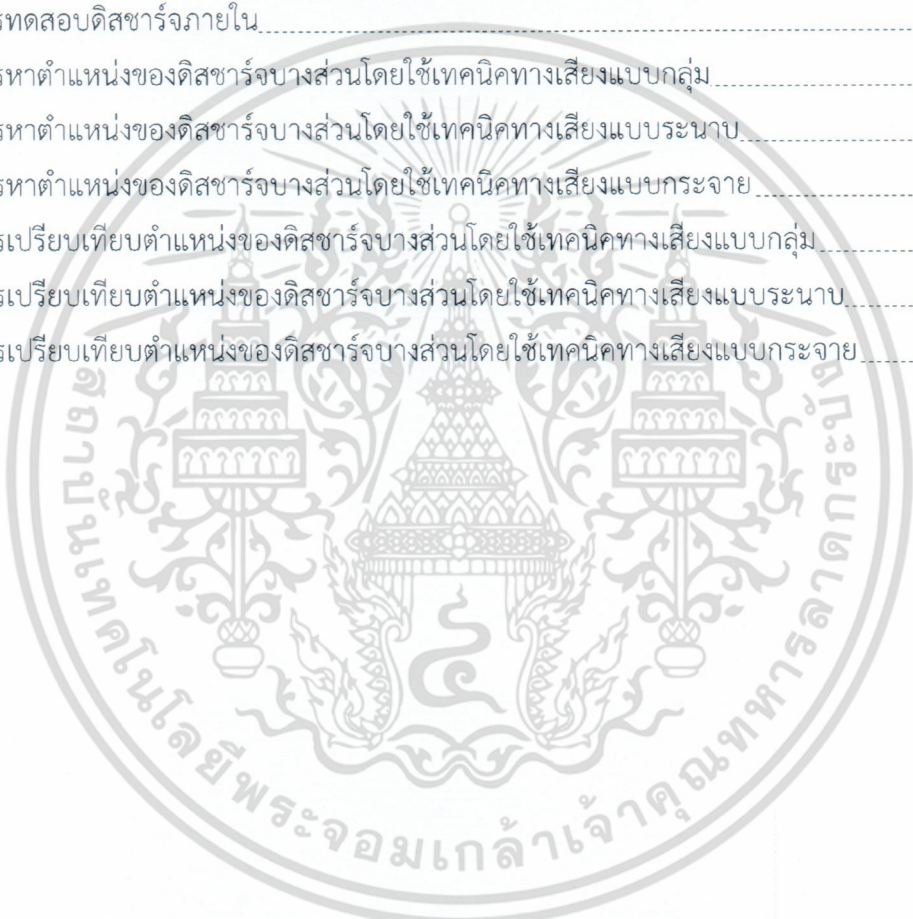 รทดสอบดิสชาร์จภายใน
รหาตำแหน่งของดิสชาร์จบางส่วนโดยใช้เทคนิคทางเสียงแบบกลุ่ม
รหาตำแหน่งของดิสชาร์จบางส่วนโดยใช้เทคนิคทางเสียงแบบระนาบ
รหาตำแหน่งของดิสชาร์จบางส่วนโดยใช้เทคนิคทางเสียงแบบกระจาย
รเปรียบเทียบตำแหน่งของดิสชาร์จบางส่วนโดยใช้เทคนิคทางเสียงแบบกลุ่ม
รเปรียบเทียบตำแหน่งของดิสชาร์จบางส่วนโดยใช้เทคนิคทางเสียงแบบระนาบ
รเปรียบเทียบตำแหน่งของดิสชาร์จบางส่วนโดยใช้เทคนิคทางเสียงแบบกระจาย
สถาบันเทคโนโลยีพระจอมเกล้าเจ้าคุณทหารลาดกระบัง
๔